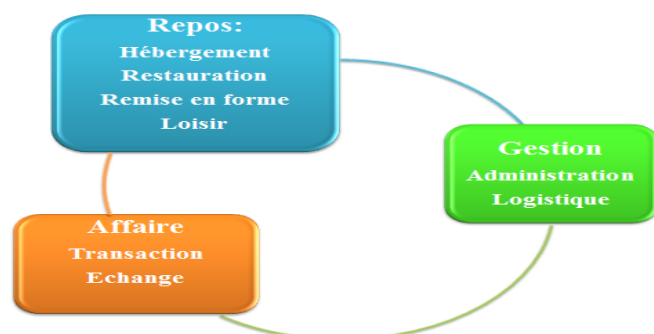 Repos:
Hébergement
Restauration
Remise en forme
Loisir
Gestion
Administration
Logistique
Affaire
Transaction
Echange